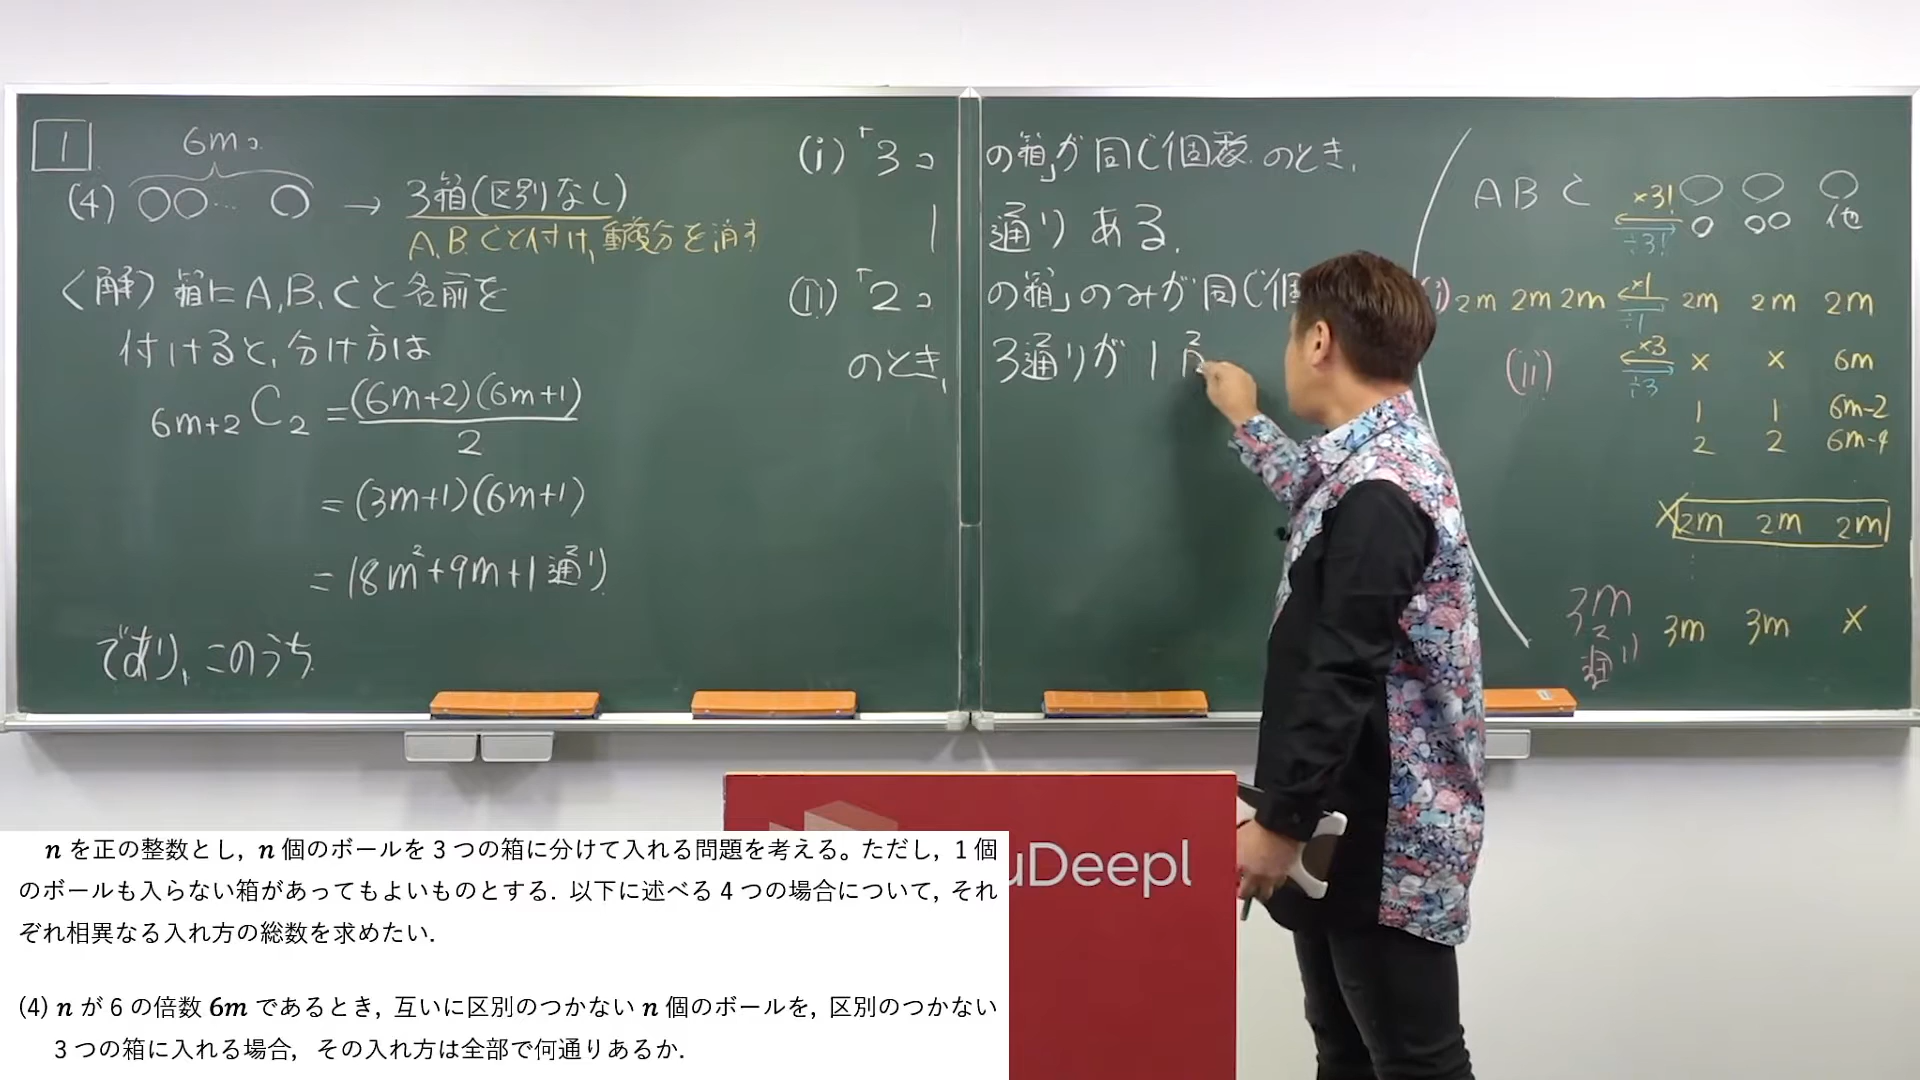 1
6mコ
(4) ○○… ○ → 3箱(区別なし)
A,B,Cと付け,重複分を消す
<解) 箱にA,B,Cと名前を
付けると,分け方は
6m+2C2 = (6m+2)(6m+1)
2
= (3m+1)(6m+1)
= 18m²+9m+1通り
であり,このうち
(i)「3コの箱」が同じ個数のとき,
1通りある.
(ii)「2コの箱」のみが同じ個
のとき,3通りが1
A B C ×3! ÷3! 他
(i) 2m 2m 2m ×1 ÷1 2m 2m 2m
(ii) ×3 ÷3 × × 6m
1 1 6m-2
2 2 6m-4
×2m 2m 2m
3m通り 3m 3m ×
uDeepl
nを正の整数とし, n個のボールを3つの箱に分けて入れる問題を考える。ただし, 1個
のボールも入らない箱があってもよいものとする. 以下に述べる4つの場合について, それ
ぞれ相異なる入れ方の総数を求めたい.
(4) nが6の倍数6mであるとき, 互いに区別のつかないn個のボールを, 区別のつかない
3つの箱に入れる場合, その入れ方は全部で何通りあるか.